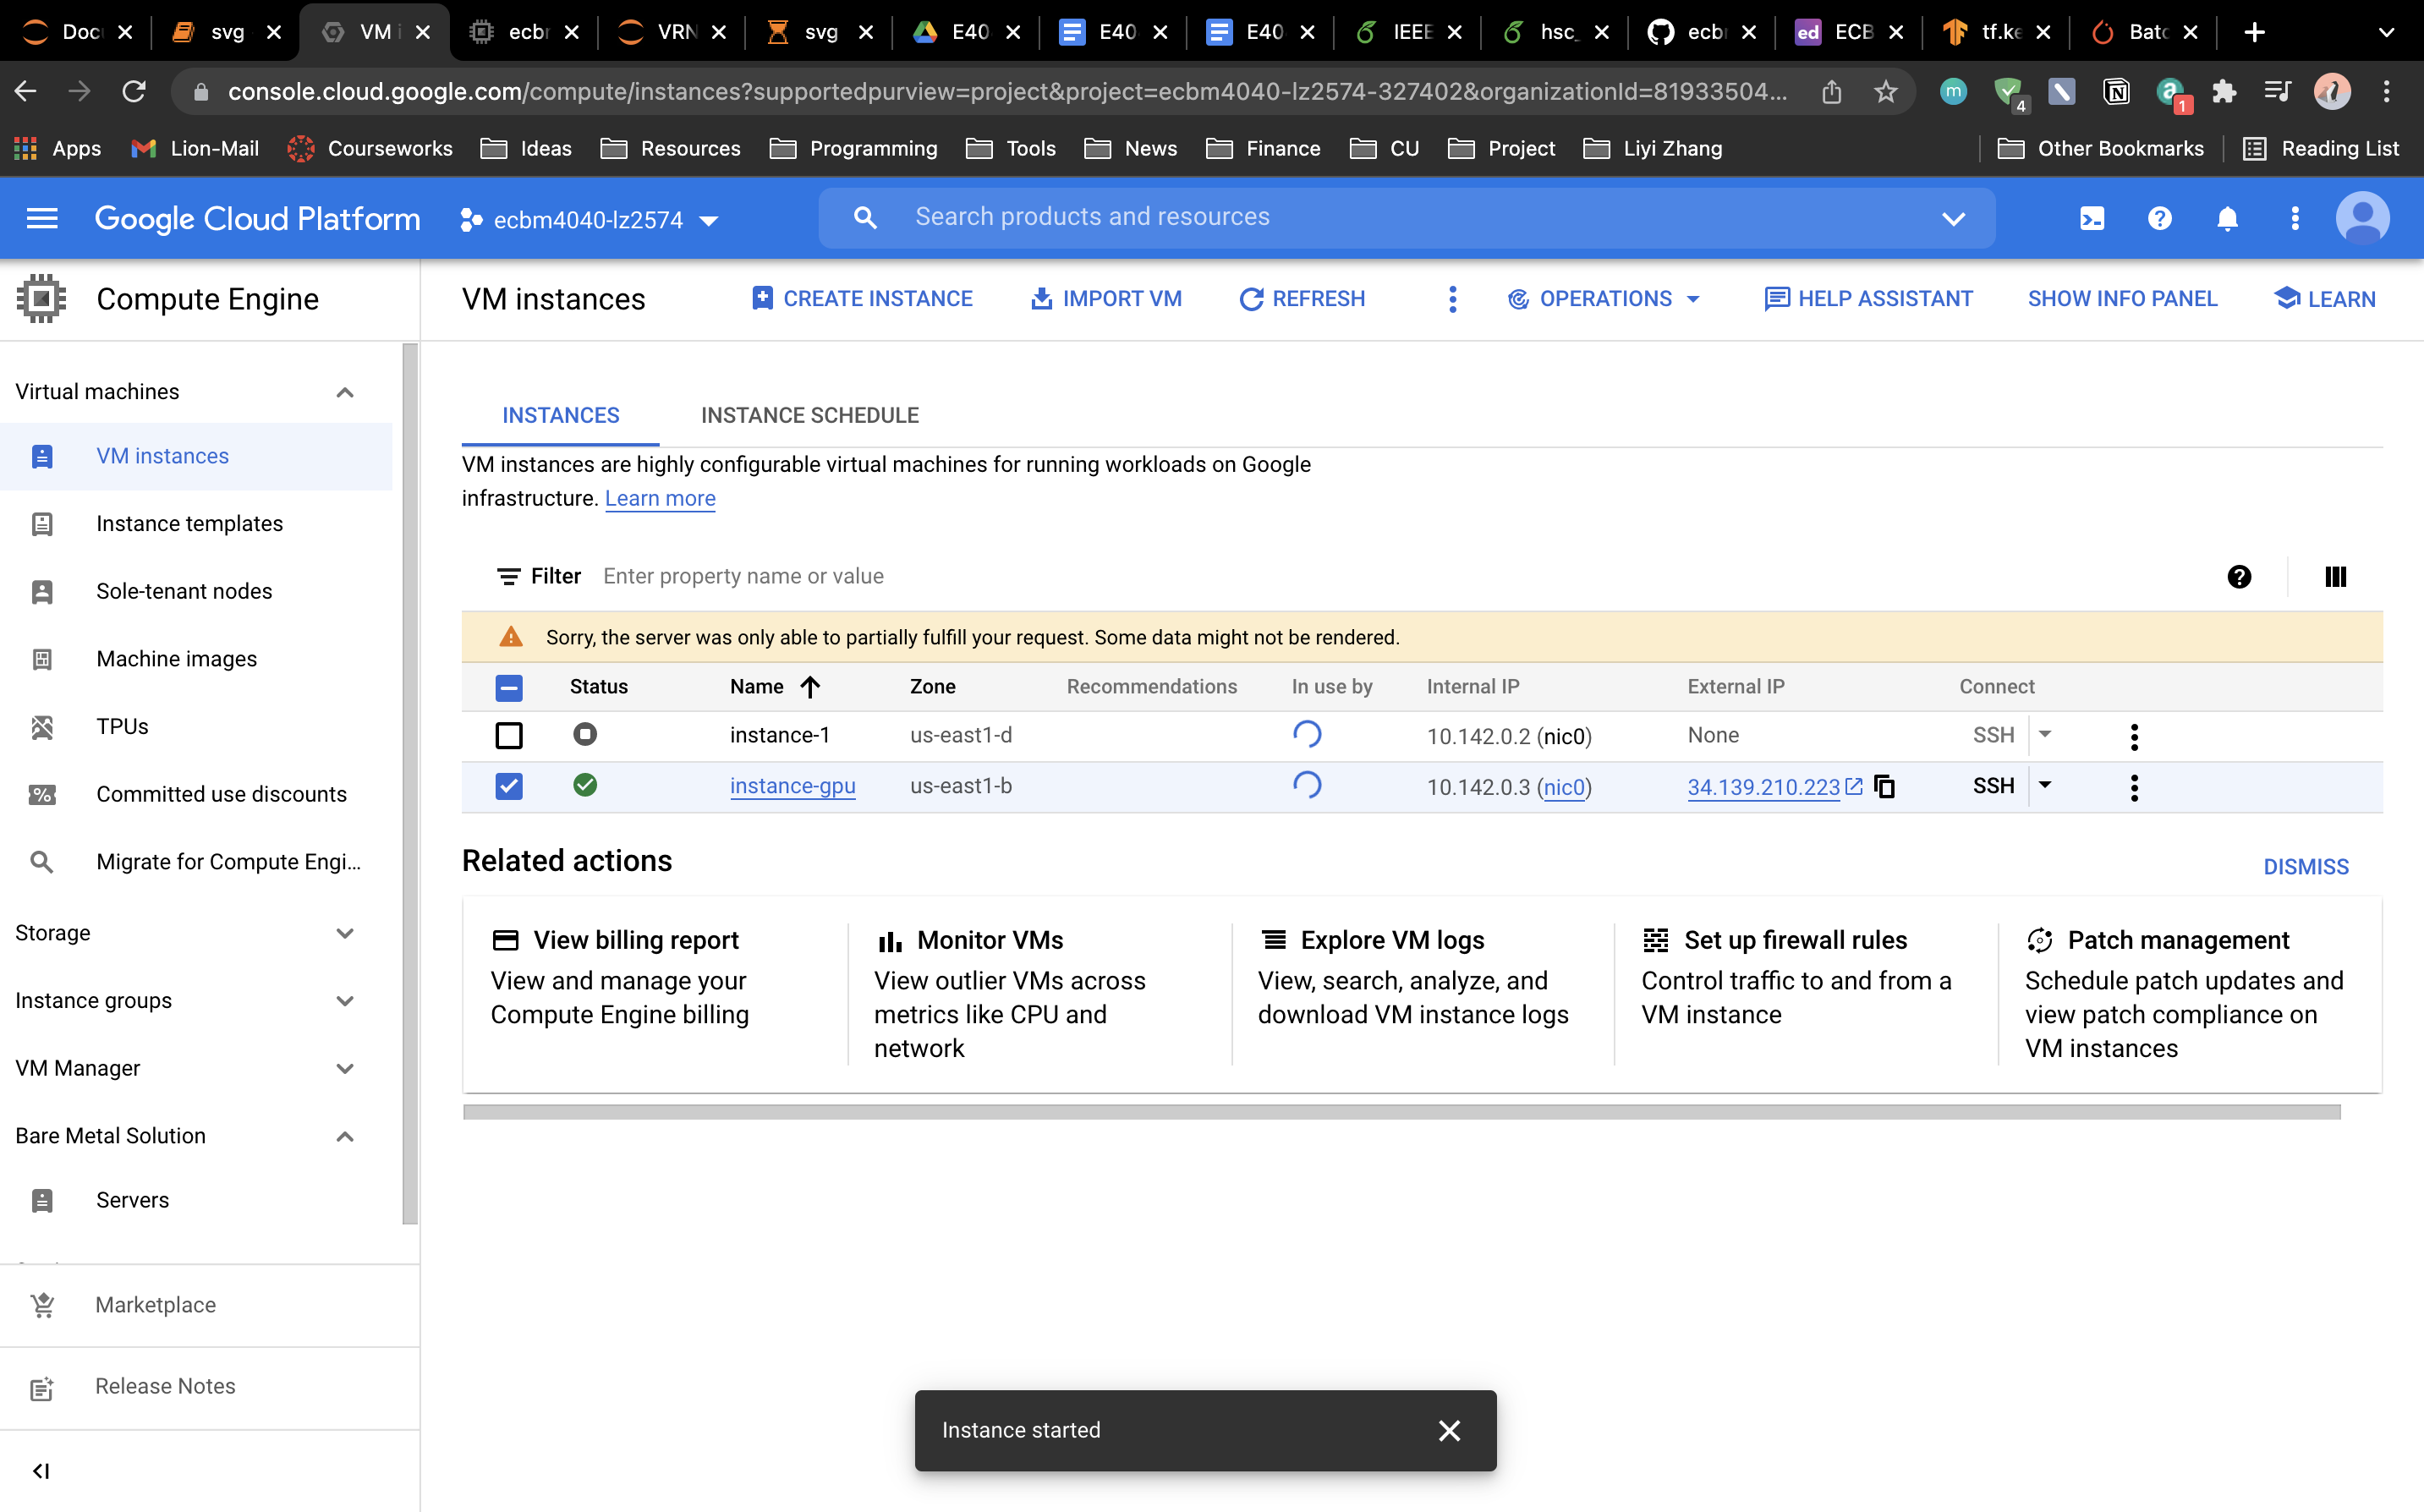 Doc
svg
VM i
ecbr
VRN
svg
E40
E40
E40
IEEE
hsc_
ecb
ed
ECB
tf.ke
Batc
console.cloud.google.com/compute/instances?supportedpurview=project&project=ecbm4040-lz2574-327402&organizationId=81933504...
m
4
1
Apps
Lion-Mail
Courseworks
Ideas
Resources
Programming
Tools
News
Finance
CU
Project
Liyi Zhang
Other Bookmarks
Reading List
Google Cloud Platform
ecbm4040-lz2574
Search products and resources
Compute Engine
VM instances
CREATE INSTANCE
IMPORT VM
REFRESH
OPERATIONS
HELP ASSISTANT
SHOW INFO PANEL
LEARN
Virtual machines
VM instances
Instance templates
Sole-tenant nodes
Machine images
TPUs
Committed use discounts
Migrate for Compute Engi...
Storage
Instance groups
VM Manager
Bare Metal Solution
Servers
Marketplace
Release Notes
INSTANCES
INSTANCE SCHEDULE
VM instances are highly configurable virtual machines for running workloads on Google
infrastructure. Learn more
Filter Enter property name or value
Sorry, the server was only able to partially fulfill your request. Some data might not be rendered.
Status Name Zone Recommendations In use by Internal IP External IP Connect
instance-1 us-east1-d 10.142.0.2 (nic0) None SSH
instance-gpu us-east1-b 10.142.0.3 (nic0) 34.139.210.223 SSH
Related actions
DISMISS
View billing report
View and manage your
Compute Engine billing
Monitor VMs
View outlier VMs across
metrics like CPU and
network
Explore VM logs
View, search, analyze, and
download VM instance logs
Set up firewall rules
Control traffic to and from a
VM instance
Patch management
Schedule patch updates and
view patch compliance on
VM instances
Instance started